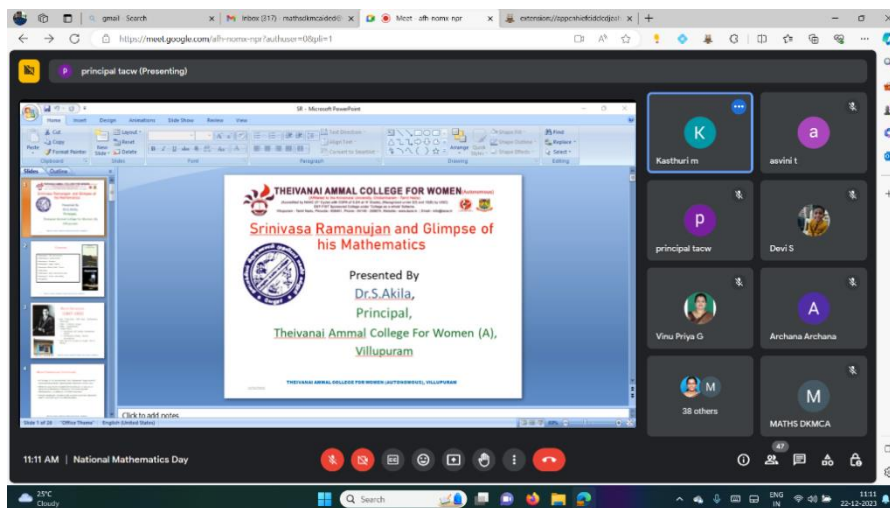 gmail - Search
Inbox (317) - mathsdkmcaided@
Meet - afh-nomx-npr
https://meet.google.com/afh-nomx-npr?authuser=0&pli=1
principal tacw (Presenting)
SR - Microsoft PowerPoint
Home Insert Design Animations Slide Show Review View
Cut
Copy
Format Painter
Paste
New Slide
Layout
Reset
Delete
Text Direction
Align Text
Convert to SmartArt
Arrange
Quick Styles
Shape Fill
Shape Outline
Shape Effects
Find
Replace
Select
Clipboard Slides Font Paragraph Drawing Editing
Slides Outline
THEIVANAI AMMAL COLLEGE FOR WOMEN (Autonomous)
Srinivasa Ramanujan and Glimpse of
his Mathematics
Presented By
Dr.S.Akila,
Principal,
Theivanai Ammal College For Women (A),
Villupuram
THEIVANAI AMMAL COLLEGE FOR WOMEN (AUTONOMOUS), VILLUPURAM
Click to add notes
Slide 1 of 28 "Office Theme" English (United States)
K
Kasthuri m
a
asvini t
p
principal tacw
Devi S
Vinu Priya G
A
Archana Archana
M
38 others
M
MATHS DKMCA
11:11 AM | National Mathematics Day
47
25°C
Cloudy
Search
ENG
IN
11:11
22-12-2023